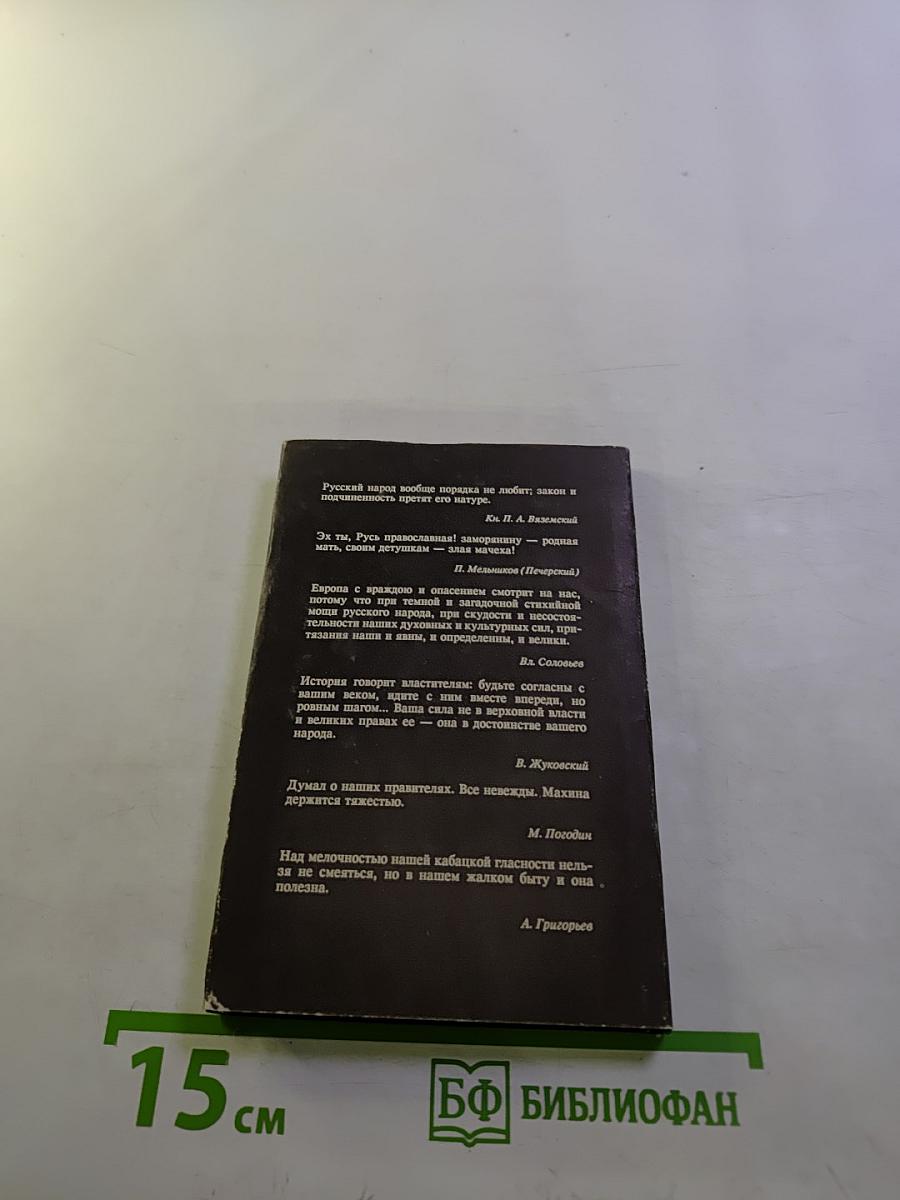 Русский народ вообще порядка не любит; закон и
подчиненность претят его натуре.
Кн. П. А. Вяземский
Эх ты, Русь православная! заморянину — родная
мать, своим детушкам — злая мачеха!
П. Мельников (Печерский)
Европа с враждою и опасением смотрит на нас,
потому что при темной и загадочной стихийной
мощи русского народа, при скудости и несостоя-
тельности наших духовных и культурных сил, при-
тязания наши и явны, и определенны, и велики.
Вл. Соловьев
История говорит властителям: будьте согласны с
вашим веком, идите с ним вместе впереди, но
ровным шагом... Ваша сила не в верховной власти
и великих правах ее — она в достоинстве вашего
народа.
В. Жуковский
Думал о наших правителях. Все невежды. Махина
держится тяжестью.
М. Погодин
Над мелочностью нашей кабацкой гласности нель-
зя не смеяться, но в нашем жалком быту и она
полезна.
А. Григорьев
15 см
БФ БИБЛИОФАН